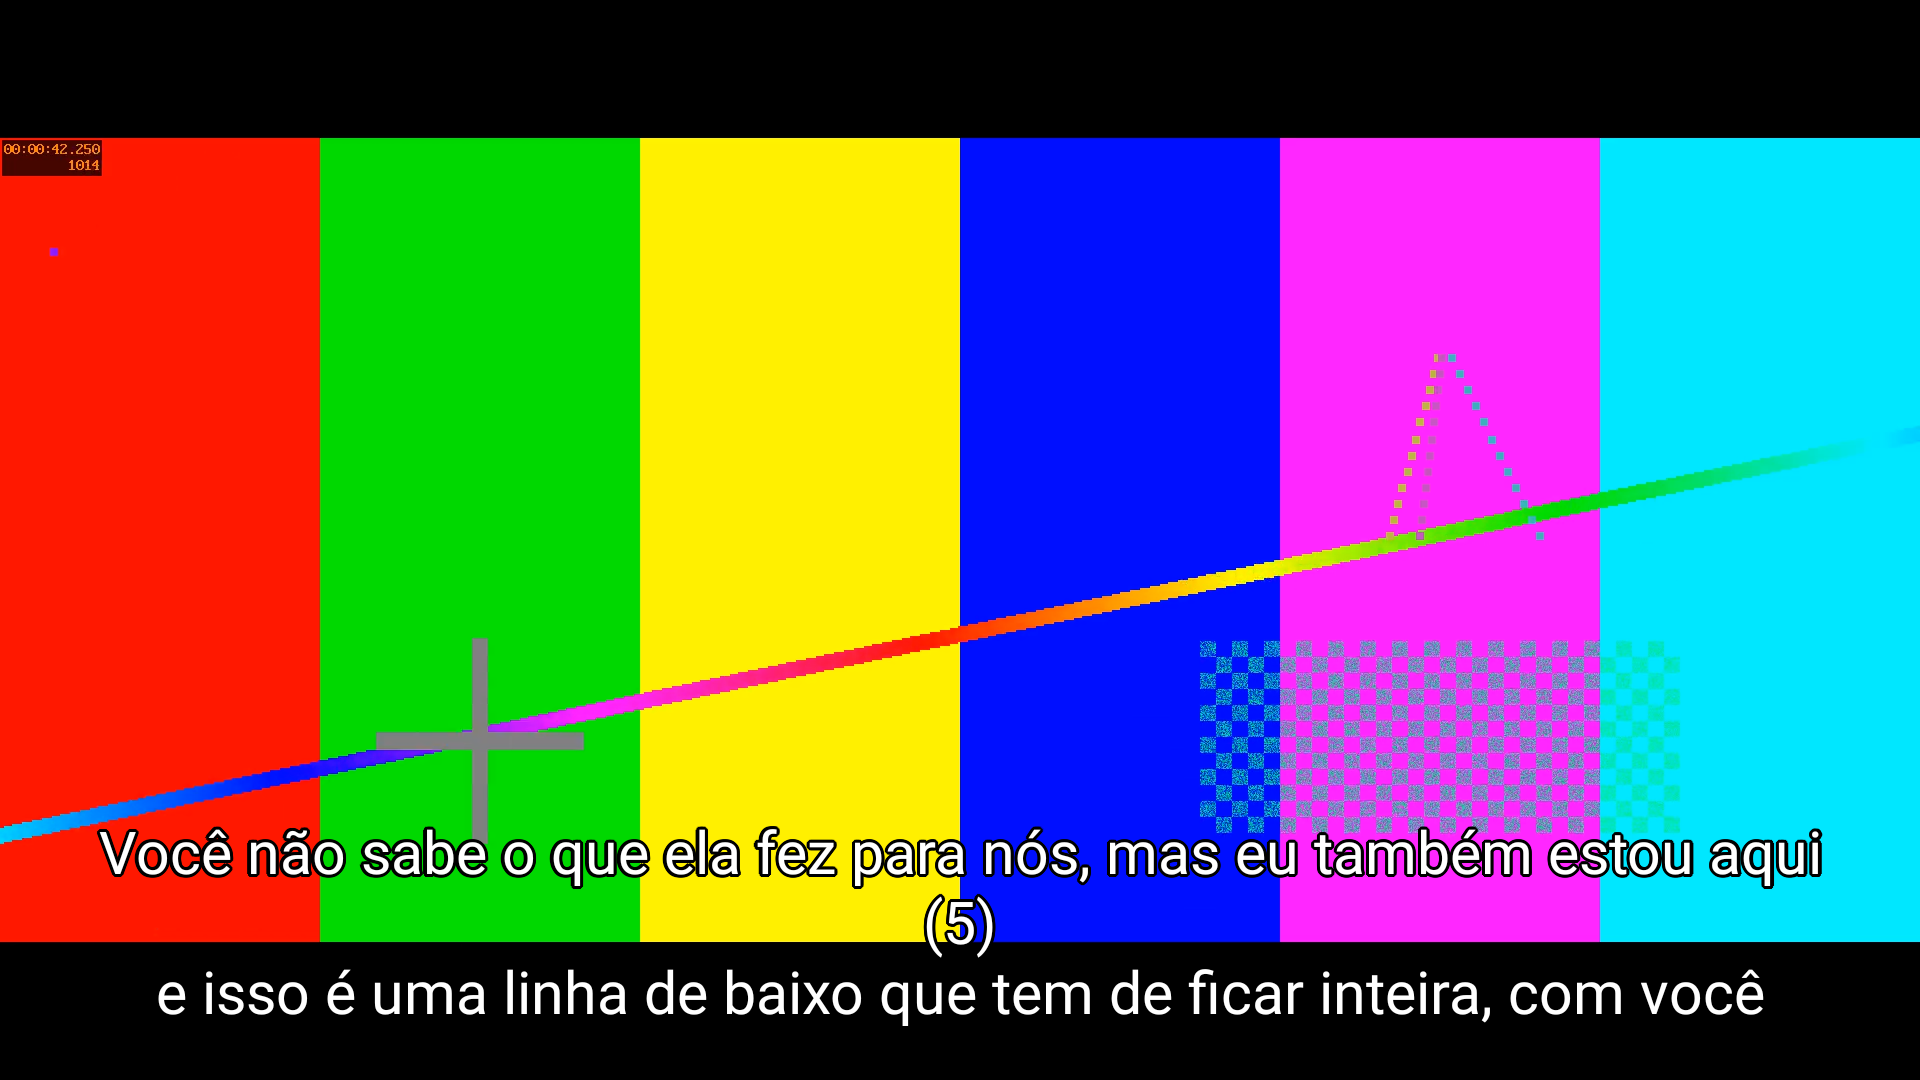 00:00:42.250
1014
Você não sabe o que ela fez para nós, mas eu também estou aqui
(5)
e isso é uma linha de baixo que tem de ficar inteira, com você